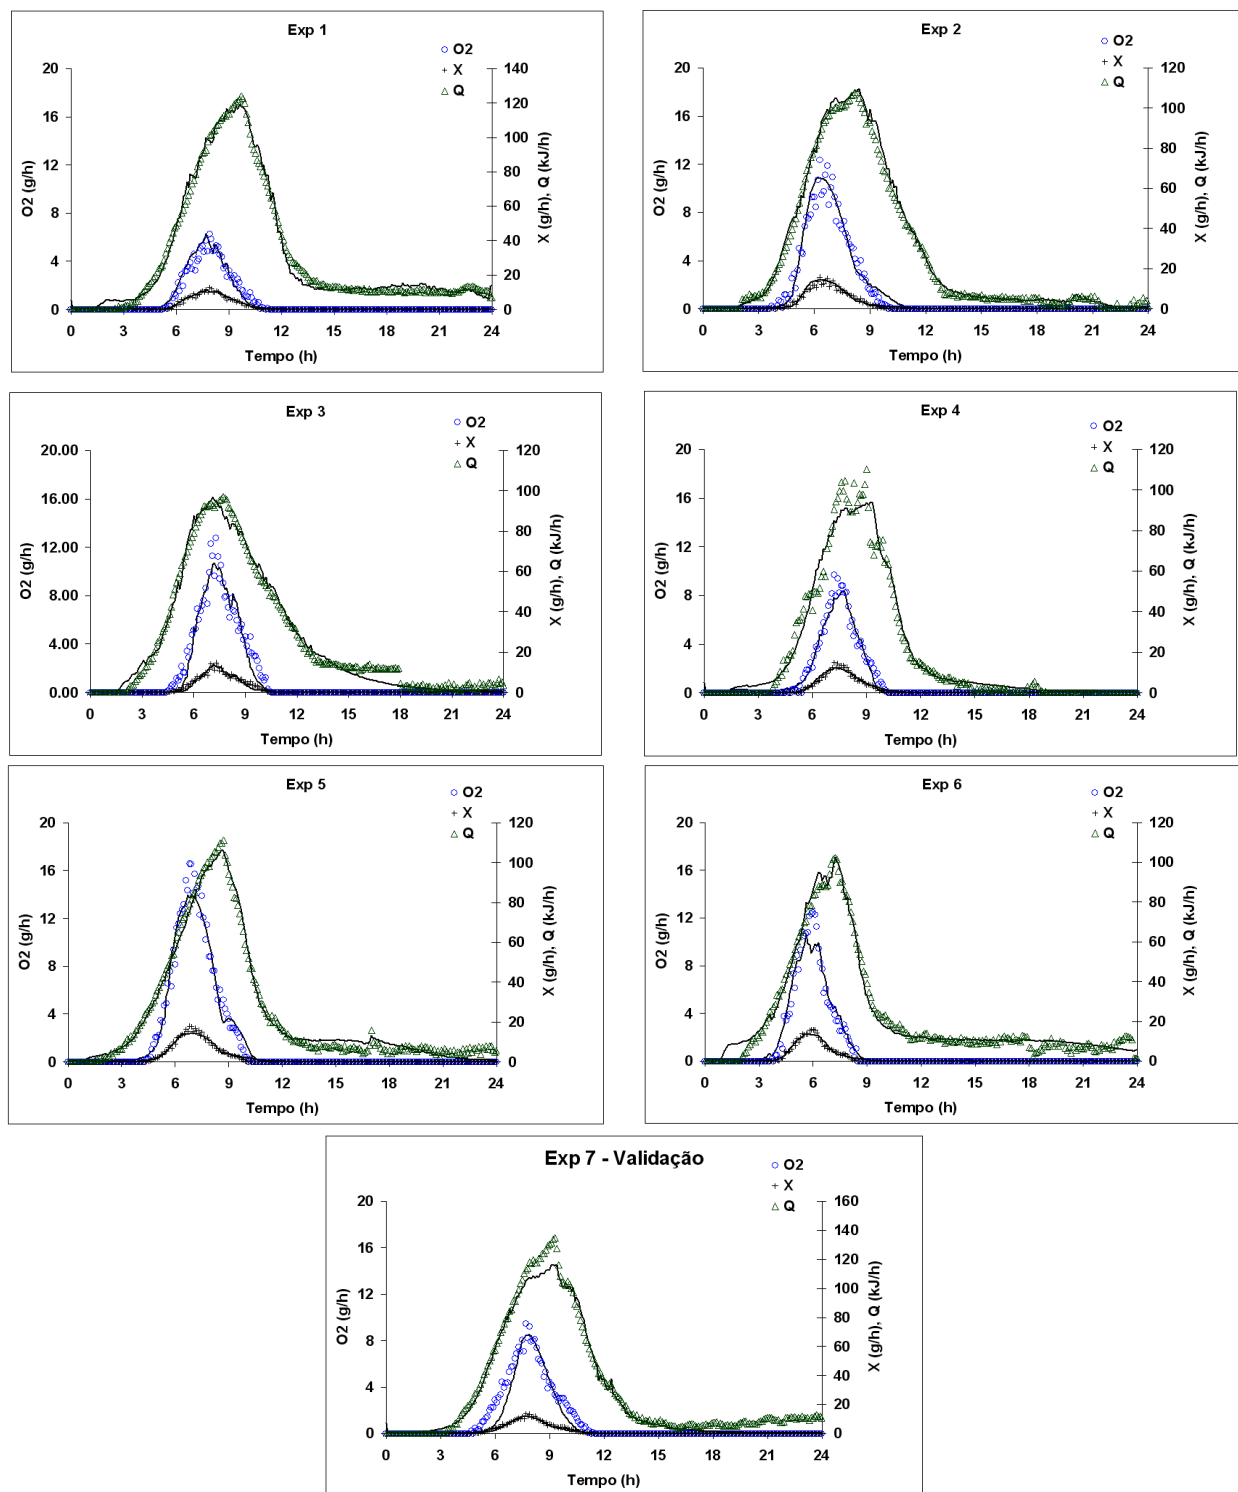 Exp 1
O2
X
Q
20
16
12
8
4
0
140
120
100
80
60
40
20
0
O2 (g/h)
X (g/h), Q (kJ/h)
0 3 6 9 12 15 18 21 24
Tempo (h)
Exp 2
O2
X
Q
20
16
12
8
4
0
120
100
80
60
40
20
0
O2 (g/h)
X (g/h), Q (kJ/h)
0 3 6 9 12 15 18 21 24
Tempo (h)
Exp 3
O2
X
Q
20.00
16.00
12.00
8.00
4.00
0.00
120
100
80
60
40
20
0
O2 (g/h)
X (g/h), Q (kJ/h)
0 3 6 9 12 15 18 21 24
Tempo (h)
Exp 4
O2
X
Q
20
16
12
8
4
0
120
100
80
60
40
20
0
O2 (g/h)
X (g/h), Q (kJ/h)
0 3 6 9 12 15 18 21 24
Tempo (h)
Exp 5
O2
X
Q
20
16
12
8
4
0
120
100
80
60
40
20
0
O2 (g/h)
X (g/h), Q (kJ/h)
0 3 6 9 12 15 18 21 24
Tempo (h)
Exp 6
O2
X
Q
20
16
12
8
4
0
120
100
80
60
40
20
0
O2 (g/h)
X (g/h), Q (kJ/h)
0 3 6 9 12 15 18 21 24
Tempo (h)
Exp 7 - Validação
O2
X
Q
20
16
12
8
4
0
160
140
120
100
80
60
40
20
0
O2 (g/h)
X (g/h), Q (kJ/h)
0 3 6 9 12 15 18 21 24
Tempo (h)